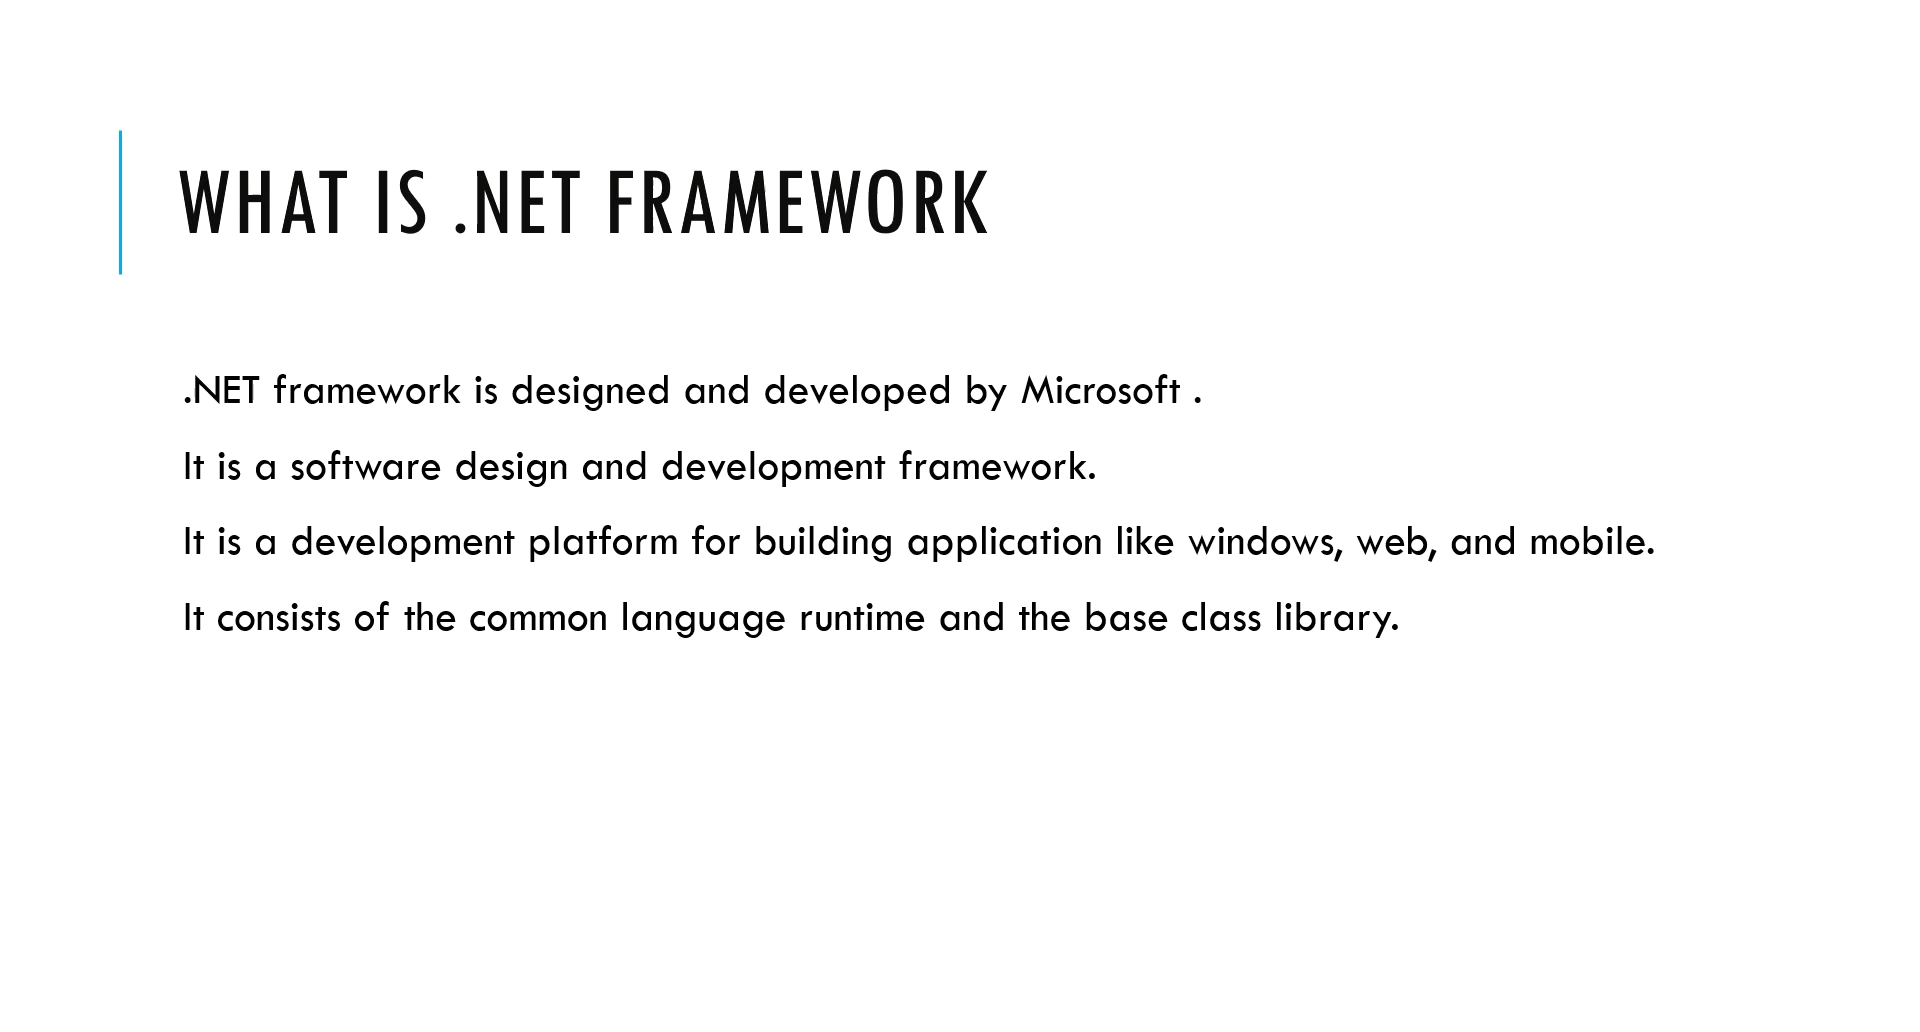 WHAT IS .NET FRAMEWORK
.NET framework is designed and developed by Microsoft .
It is a software design and development framework.
It is a development platform for building application like windows, web, and mobile.
It consists of the common language runtime and the base class library.